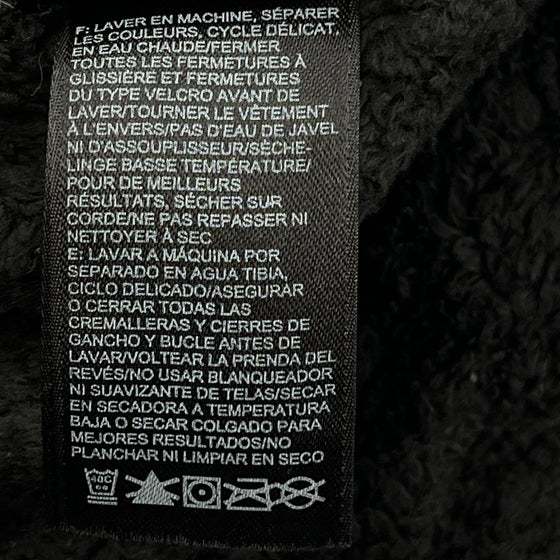 F: LAVER EN MACHINE, SÉPARER
LES COULEURS, CYCLE DÉLICAT,
EN EAU CHAUDE/FERMER
TOUTES LES FERMETURES À
GLISSIÈRE ET FERMETURES
DU TYPE VELCRO AVANT DE
LAVER/TOURNER LE VÊTEMENT
À L'ENVERS/PAS D'EAU DE JAVEL
NI D'ASSOUPLISSEUR/SÈCHE-
LINGE BASSE TEMPÉRATURE/
POUR DE MEILLEURS
RÉSULTATS, SÉCHER SUR
CORDE/NE PAS REPASSER NI
NETTOYER À SEC
E: LAVAR A MÁQUINA POR
SEPARADO EN AGUA TIBIA,
CICLO DELICADO/ASEGURAR
O CERRAR TODAS LAS
CREMALLERAS Y CIERRES DE
GANCHO Y BUCLE ANTES DE
LAVAR/VOLTEAR LA PRENDA DEL
REVÉS/NO USAR BLANQUEADOR
NI SUAVIZANTE DE TELAS/SECAR
EN SECADORA A TEMPERATURA
BAJA O SECAR COLGADO PARA
MEJORES RESULTADOS/NO
PLANCHAR NI LIMPIAR EN SECO
40C